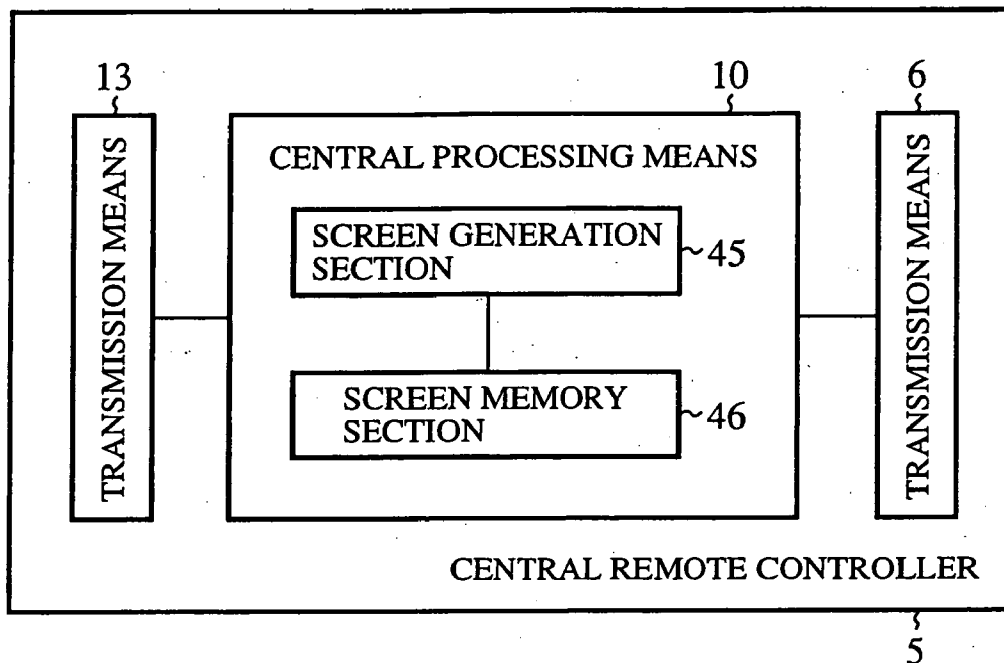 13
10
6
TRANSMISSION MEANS
CENTRAL PROCESSING MEANS
SCREEN GENERATION
SECTION
45
SCREEN MEMORY
SECTION
46
TRANSMISSION MEANS
CENTRAL REMOTE CONTROLLER
5